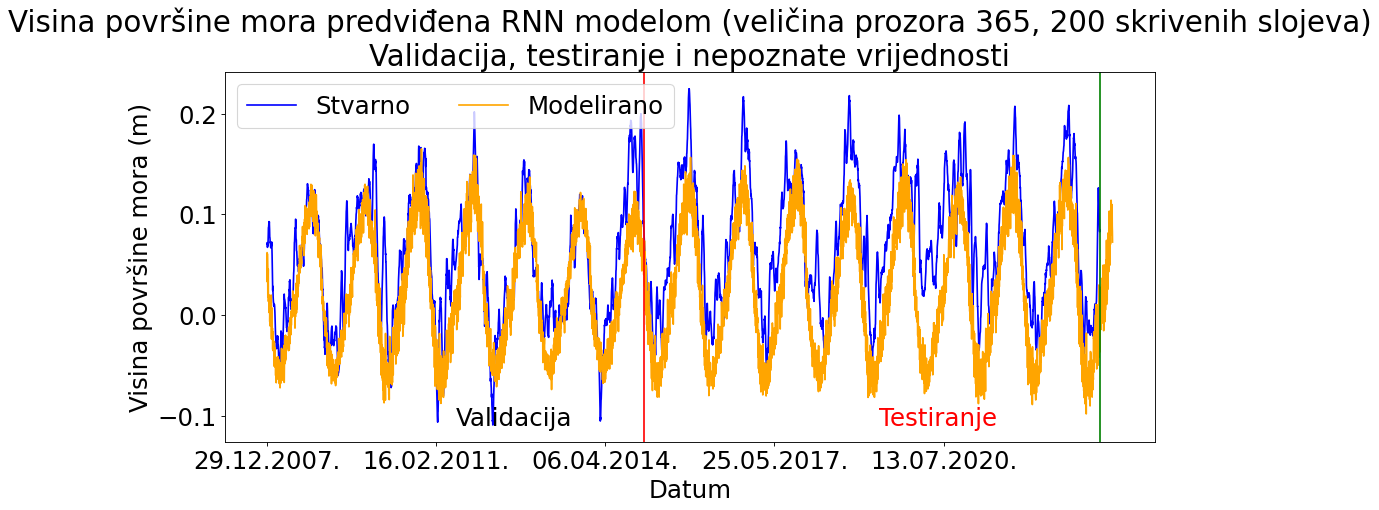 Visina površine mora predviđena RNN modelom (veličina prozora 365, 200 skrivenih slojeva)
Validacija, testiranje i nepoznate vrijednosti
Stvarno
Modelirano
Visina površine mora (m)
0.2
0.1
0.0
−0.1
Validacija
Testiranje
29.12.2007.
16.02.2011.
06.04.2014.
25.05.2017.
13.07.2020.
Datum